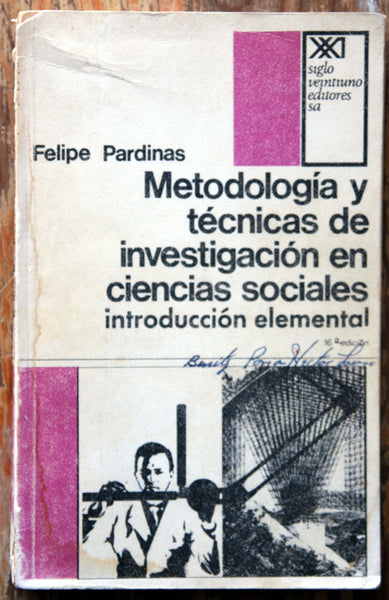 siglo
veintiuno
editores
sa
Felipe Pardinas
Metodología y
técnicas de
investigación en
ciencias sociales
introducción elemental
16ª edición